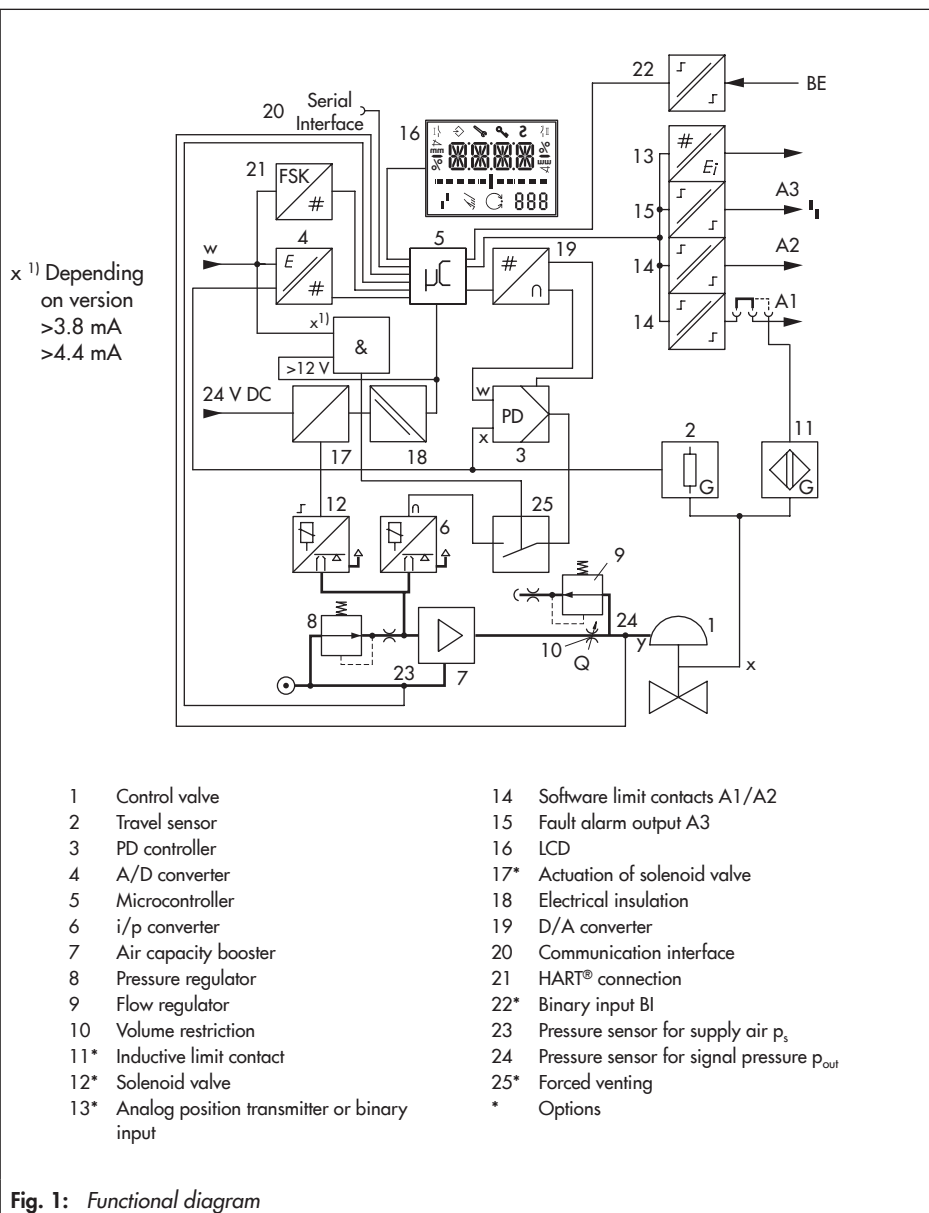 22
BE
20 Serial
Interface
16
888
13
#
Ei
21 FSK
#
15
A3
w
4
E
#
5
µC
19
#
∩
14
A2
x 1) Depending
on version
>3.8 mA
>4.4 mA
14
A1
x1)
&
>12 V
24 V DC
w
PD
x
3
2
G
11
G
17
18
12
∩
6
25
9
8
10
Q
24
y
1
x
23
7
1 Control valve
2 Travel sensor
3 PD controller
4 A/D converter
5 Microcontroller
6 i/p converter
7 Air capacity booster
8 Pressure regulator
9 Flow regulator
10 Volume restriction
11* Inductive limit contact
12* Solenoid valve
13* Analog position transmitter or binary
input
14 Software limit contacts A1/A2
15 Fault alarm output A3
16 LCD
17* Actuation of solenoid valve
18 Electrical insulation
19 D/A converter
20 Communication interface
21 HART® connection
22* Binary input BI
23 Pressure sensor for supply air ps
24 Pressure sensor for signal pressure pout
25* Forced venting
* Options
Fig. 1: Functional diagram